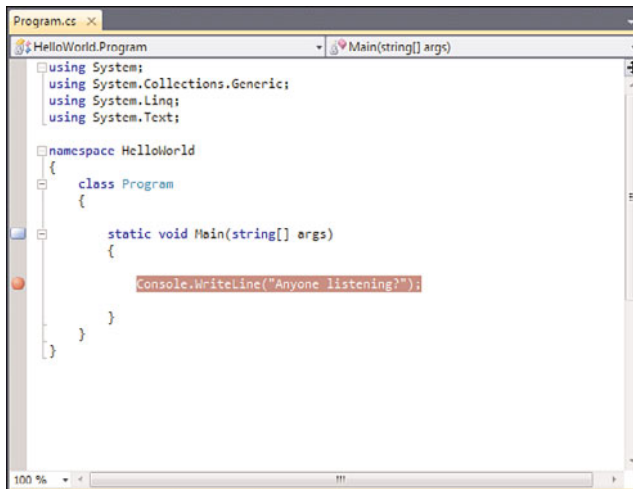 Program.cs
HelloWorld.Program
Main(string[] args)
using System;
using System.Collections.Generic;
using System.Linq;
using System.Text;
namespace HelloWorld
{
class Program
{
static void Main(string[] args)
{
Console.WriteLine("Anyone listening?");
}
}
}
100 %